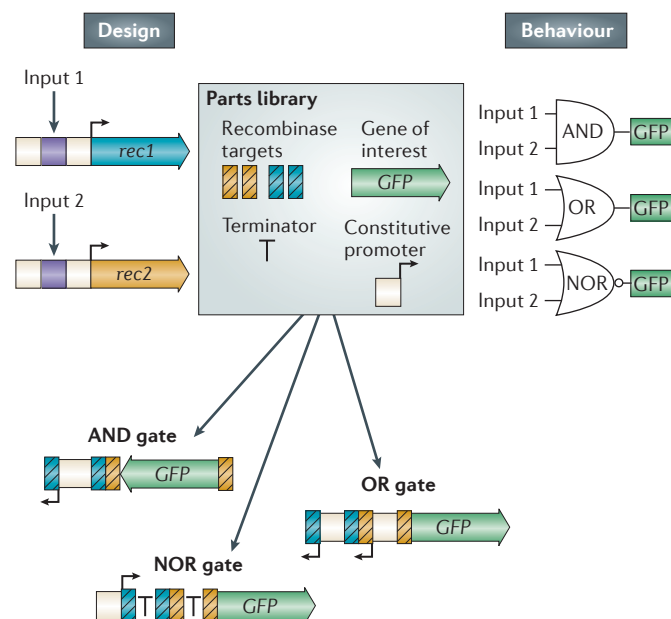 Design
Behaviour
Input 1
rec1
Input 2
rec2
Parts library
Recombinase
targets
Gene of
interest
GFP
Terminator
Constitutive
promoter
Input 1
Input 2
AND
GFP
Input 1
Input 2
OR
GFP
Input 1
Input 2
NOR
GFP
AND gate
GFP
OR gate
GFP
NOR gate
GFP